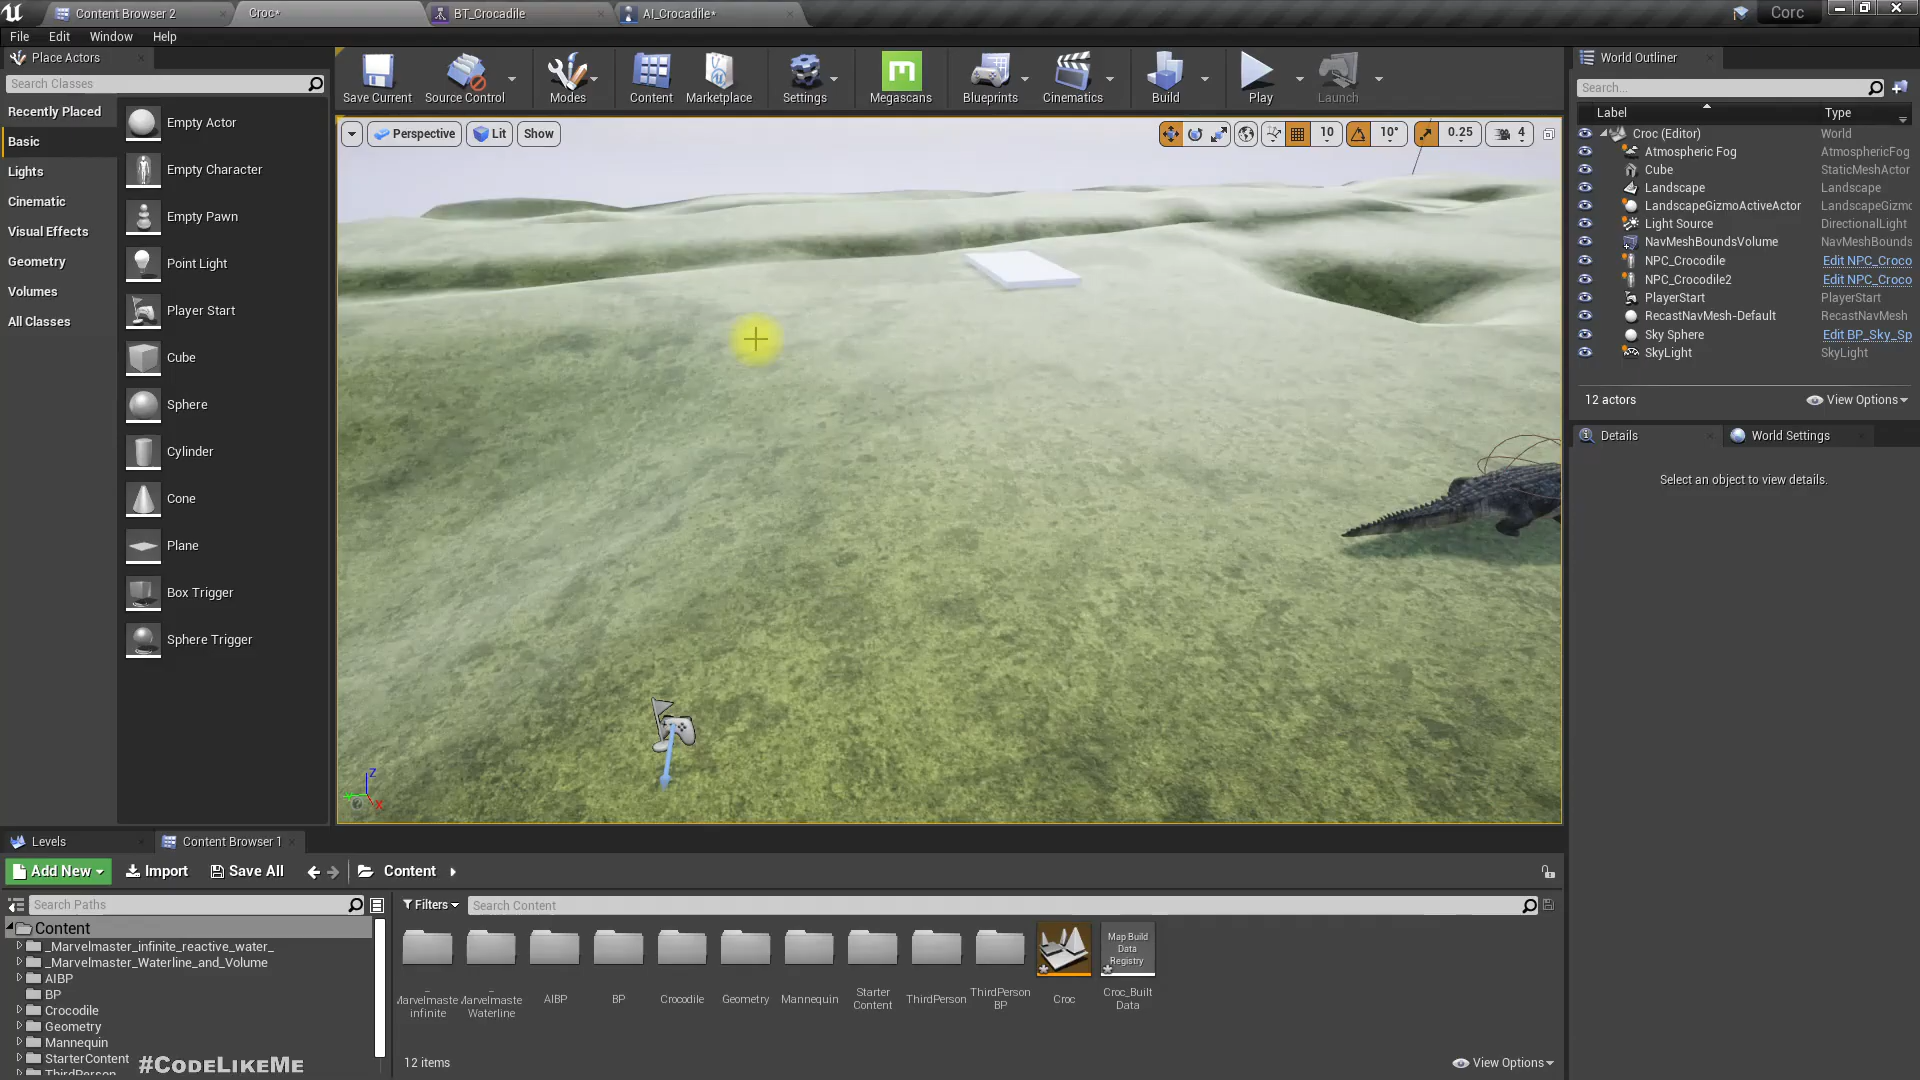 Content Browser 2
Croc*
BT_Crocadile
AI_Crocadile*
Corc
File
Edit
Window
Help
Place Actors
Search Classes
Recently Placed
Basic
Lights
Cinematic
Visual Effects
Geometry
Volumes
All Classes
Empty Actor
Empty Character
Empty Pawn
Point Light
Player Start
Cube
Sphere
Cylinder
Cone
Plane
Box Trigger
Sphere Trigger
Save Current
Source Control
Modes
Content
Marketplace
Settings
Megascans
Blueprints
Cinematics
Build
Play
Launch
Perspective
Lit
Show
10
10°
0.25
4
Z
X
World Outliner
Search...
Label
Type
Croc (Editor)
World
Atmospheric Fog
AtmosphericFog
Cube
StaticMeshActor
Landscape
Landscape
LandscapeGizmoActiveActor
LandscapeGizmo
Light Source
DirectionalLight
NavMeshBoundsVolume
NavMeshBounds
NPC_Crocodile
Edit NPC_Croco
NPC_Crocodile2
Edit NPC_Croco
PlayerStart
PlayerStart
RecastNavMesh-Default
RecastNavMesh
Sky Sphere
Edit BP_Sky_Sp
SkyLight
SkyLight
12 actors
View Options
Details
World Settings
Select an object to view details.
Levels
Content Browser 1
Add New
Import
Save All
Content
Search Paths
Content
_Marvelmaster_infinite_reactive_water_
_Marvelmaster_Waterline_and_Volume
AIBP
BP
Crocodile
Geometry
Mannequin
StarterContent
ThirdPerson
#CodeLikeMe
Filters
Search Content
_
Marvelmaste
infinite
_
Marvelmaste
Waterline
AIBP
BP
Crocodile
Geometry
Mannequin
Starter
Content
ThirdPerson
ThirdPerson
BP
Croc
Map Build
Data
Registry
Croc_Built
Data
12 items
View Options